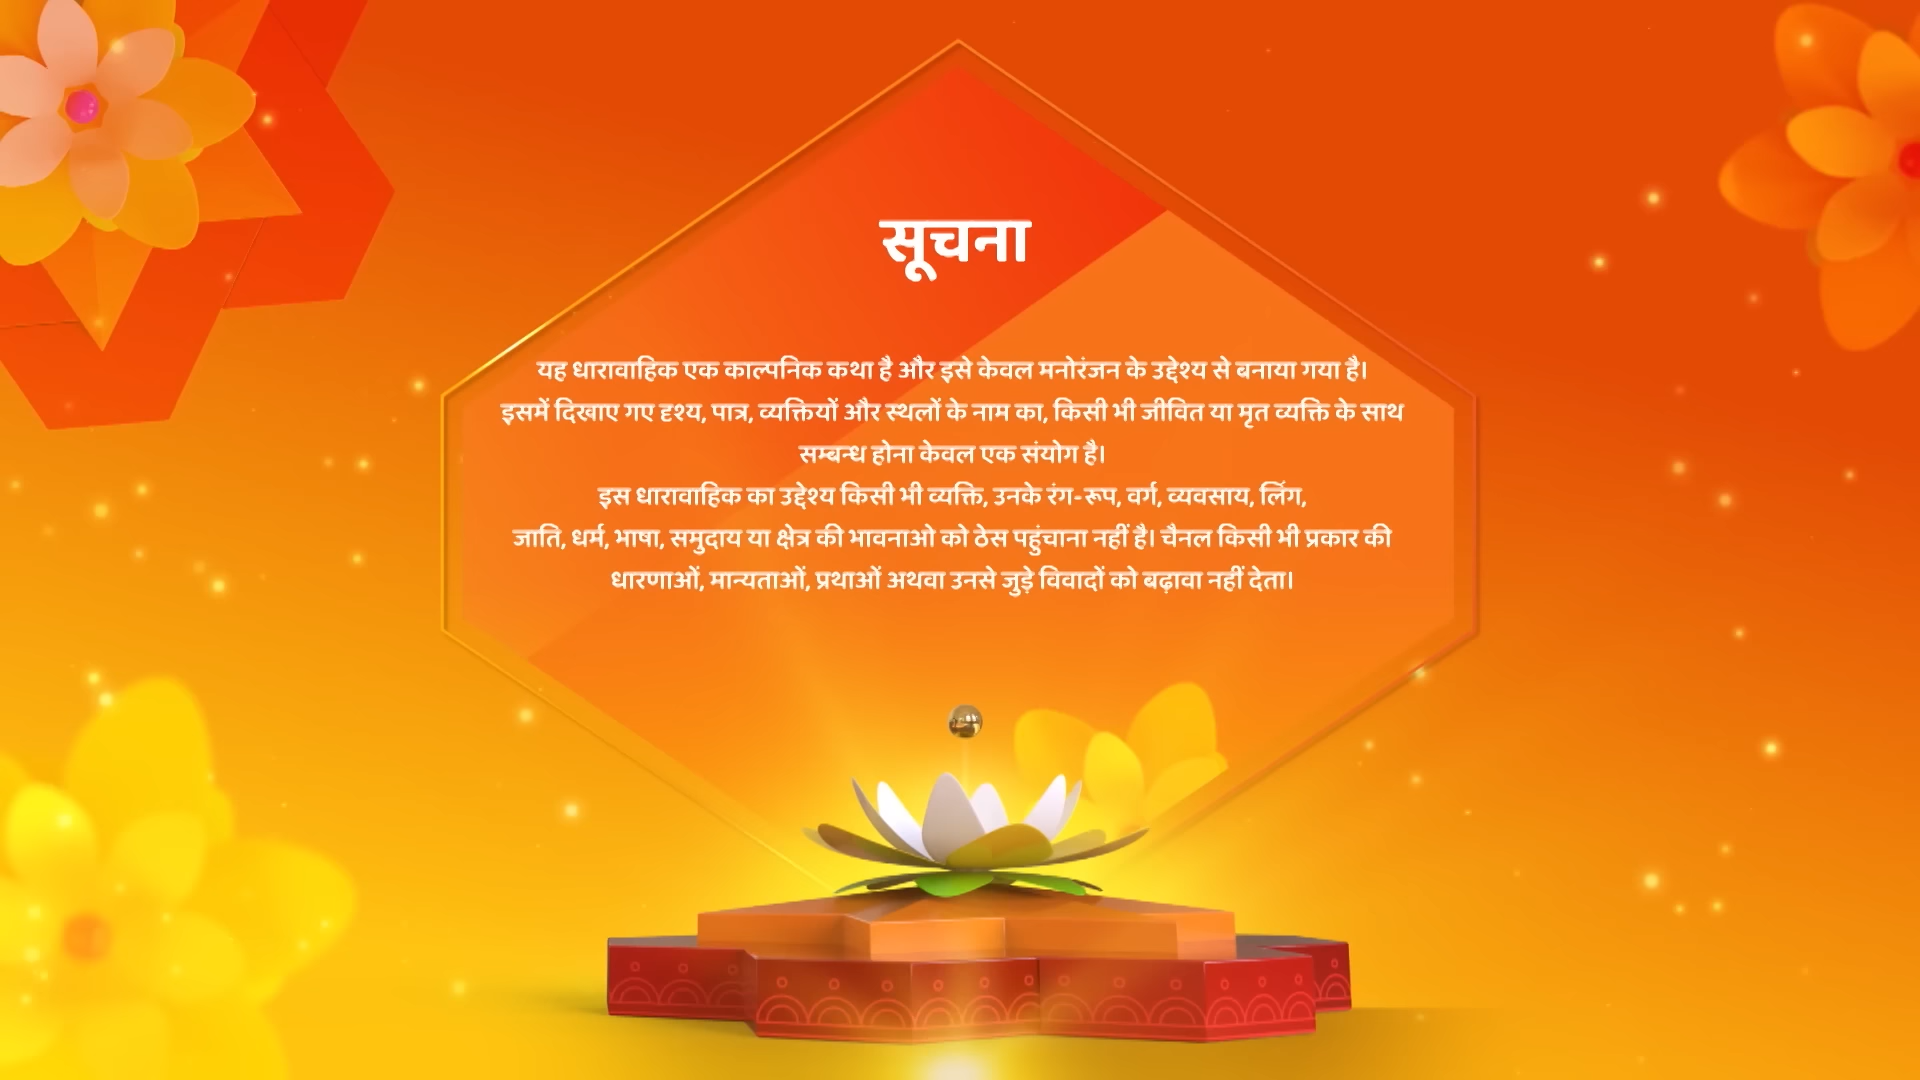 सूचना
यह धारावाहिक एक काल्पनिक कथा है और इसे केवल मनोरंजन के उद्देश्य से बनाया गया है।
इसमें दिखाए गए दृश्य, पात्र, व्यक्तियों और स्थलों के नाम का, किसी भी जीवित या मृत व्यक्ति के साथ
सम्बन्ध होना केवल एक संयोग है।
इस धारावाहिक का उद्देश्य किसी भी व्यक्ति, उनके रंग-रूप, वर्ग, व्यवसाय, लिंग,
जाति, धर्म, भाषा, समुदाय या क्षेत्र की भावनाओ को ठेस पहुंचाना नहीं है। चैनल किसी भी प्रकार की
धारणाओं, मान्यताओं, प्रथाओं अथवा उनसे जुड़े विवादों को बढ़ावा नहीं देता।